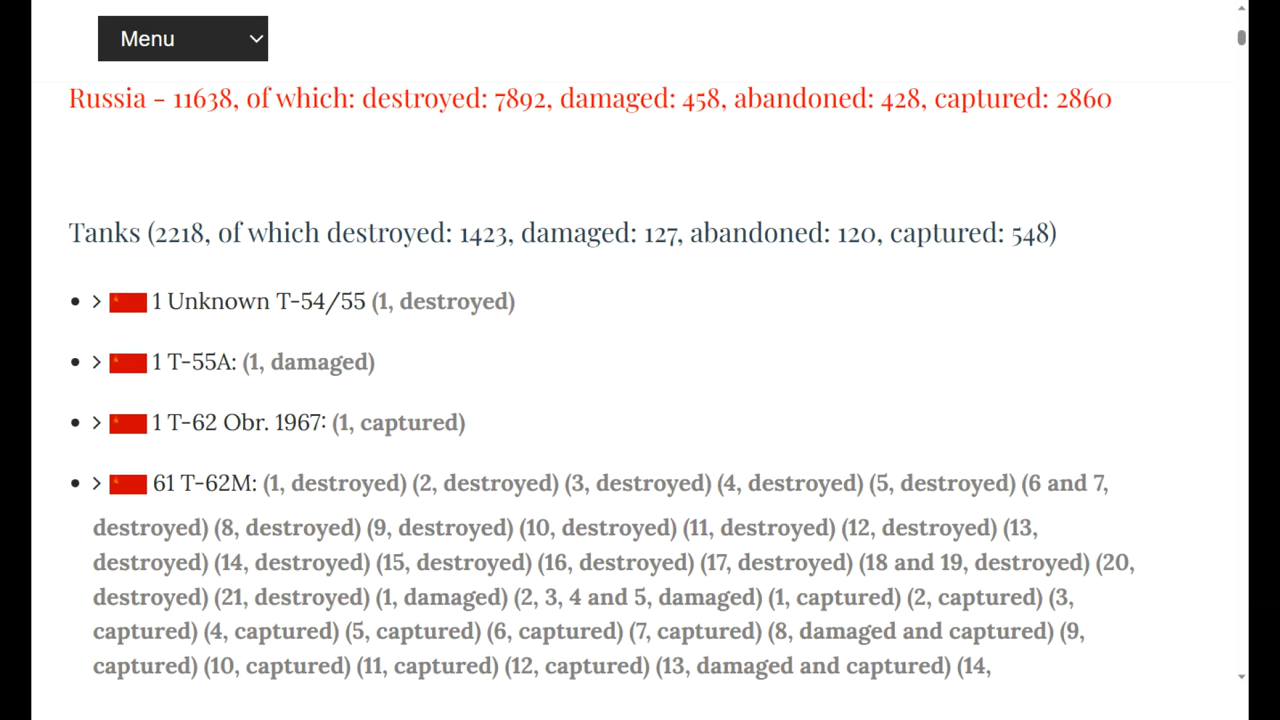 Menu
Russia - 11638, of which: destroyed: 7892, damaged: 458, abandoned: 428, captured: 2860
Tanks (2218, of which destroyed: 1423, damaged: 127, abandoned: 120, captured: 548)
1 Unknown T-54/55 (1, destroyed)
1 T-55A: (1, damaged)
1 T-62 Obr. 1967: (1, captured)
61 T-62M: (1, destroyed) (2, destroyed) (3, destroyed) (4, destroyed) (5, destroyed) (6 and 7,
destroyed) (8, destroyed) (9, destroyed) (10, destroyed) (11, destroyed) (12, destroyed) (13,
destroyed) (14, destroyed) (15, destroyed) (16, destroyed) (17, destroyed) (18 and 19, destroyed) (20,
destroyed) (21, destroyed) (1, damaged) (2, 3, 4 and 5, damaged) (1, captured) (2, captured) (3,
captured) (4, captured) (5, captured) (6, captured) (7, captured) (8, damaged and captured) (9,
captured) (10, captured) (11, captured) (12, captured) (13, damaged and captured) (14,